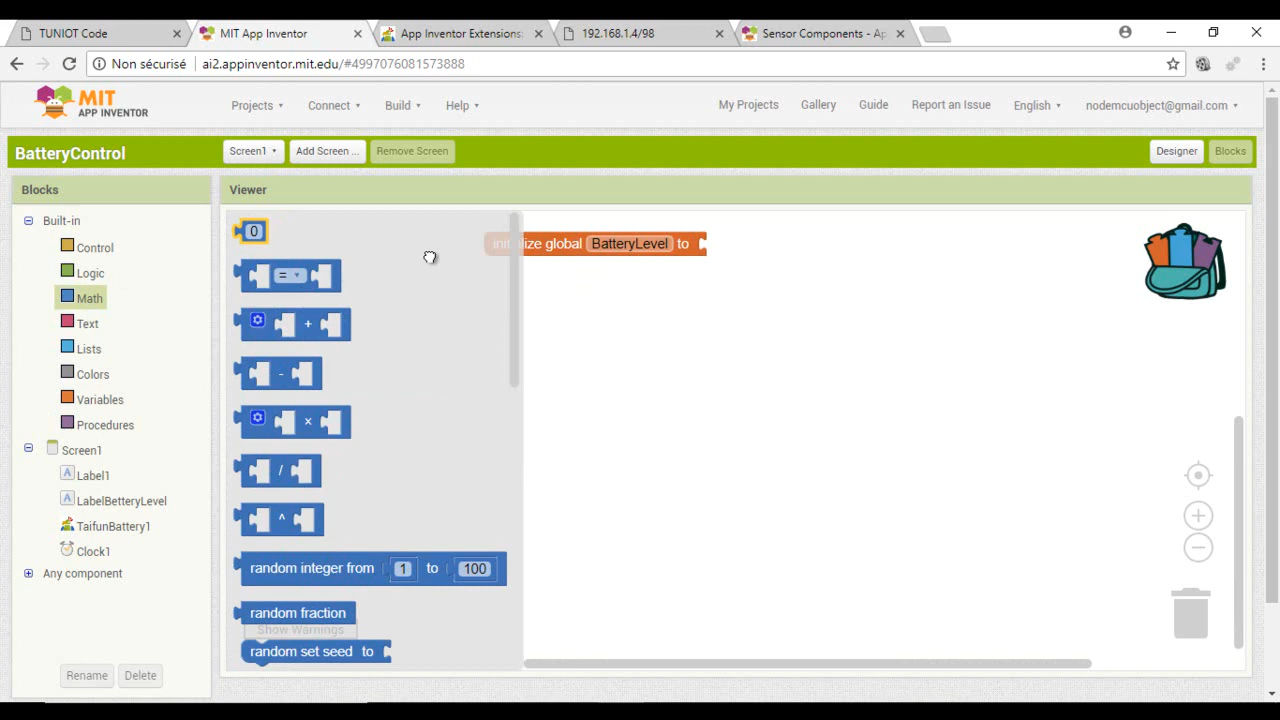 TUNIOT Code
MIT App Inventor
App Inventor Extensions:
192.168.1.4/98
Sensor Components - Ap
Non sécurisé
ai2.appinventor.mit.edu/#4997076081573888
MIT
APP INVENTOR
Projects
Connect
Build
Help
My Projects
Gallery
Guide
Report an Issue
English
nodemcuobject@gmail.com
BatteryControl
Screen1
Add Screen ...
Remove Screen
Designer
Blocks
Blocks
Viewer
Built-in
Control
Logic
Math
Text
Lists
Colors
Variables
Procedures
Screen1
Label1
LabelBetteryLevel
TaifunBattery1
Clock1
Any component
Rename
Delete
0
=
+
-
×
/
^
random integer from 1 to 100
random fraction
Show Warnings
random set seed to
initialize global BatteryLevel to